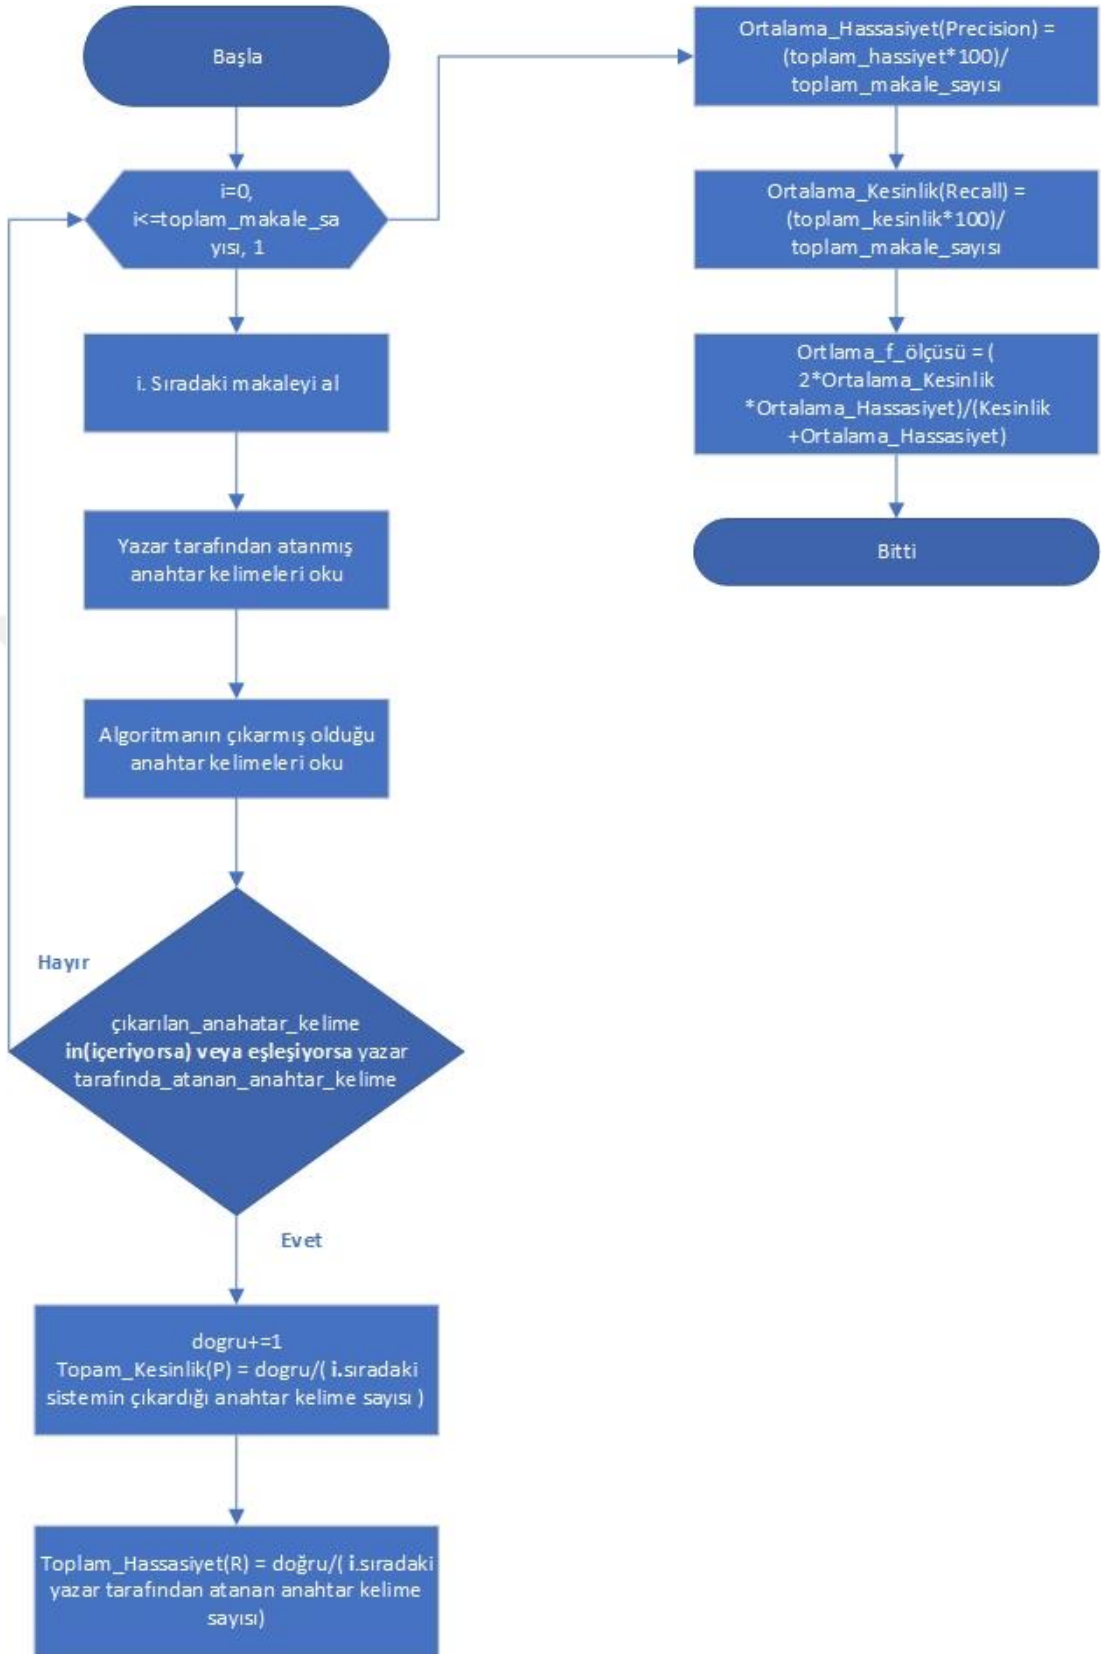 Başla
i=0,
i<=toplam_makale_sa
yısı, 1
i. Sıradaki makaleyi al
Yazar tarafından atanmış
anahtar kelimeleri oku
Algoritmanın çıkarmış olduğu
anahtar kelimeleri oku
Hayır
çıkarılan_anahatar_kelime
in(içeriyorsa) veya eşleşiyorsa yazar
tarafında_atanan_anahtar_kelime
Evet
dogru+=1
Topam_Kesinlik(P) = dogru/( i.sıradaki
sistemin çıkardığı anahtar kelime sayısı )
Toplam_Hassasiyet(R) = doğru/( i.sıradaki
yazar tarafından atanan anahtar kelime
sayısı)
Ortalama_Hassasiyet(Precision) =
(toplam_hassiyet*100)/
toplam_makale_sayısı
Ortalama_Kesinlik(Recall) =
(toplam_kesinlik*100)/
toplam_makale_sayısı
Ortlama_f_ölçüsü = (
2*Ortalama_Kesinlik
*Ortalama_Hassasiyet)/(Kesinlik
+Ortalama_Hassasiyet)
Bitti